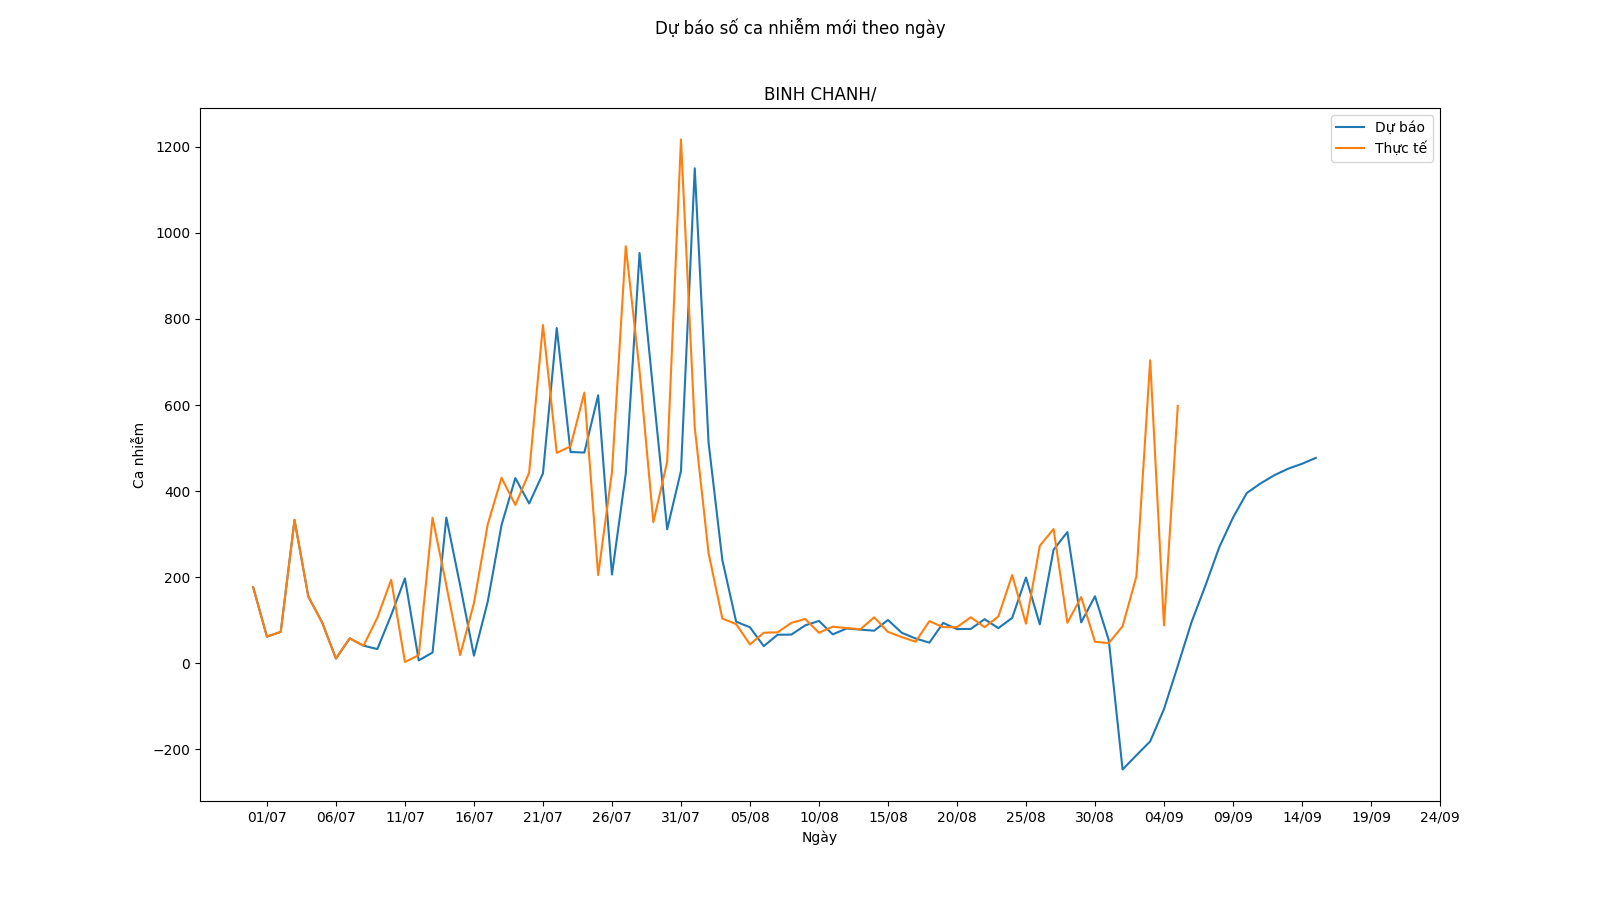 Dự báo số ca nhiễm mới theo ngày
BINH CHANH/
Dự báo
Thực tế
1200
1000
800
600
400
200
0
−200
Ca nhiễm
01/07 06/07 11/07 16/07 21/07 26/07 31/07 05/08 10/08 15/08 20/08 25/08 30/08 04/09 09/09 14/09 19/09 24/09
Ngày